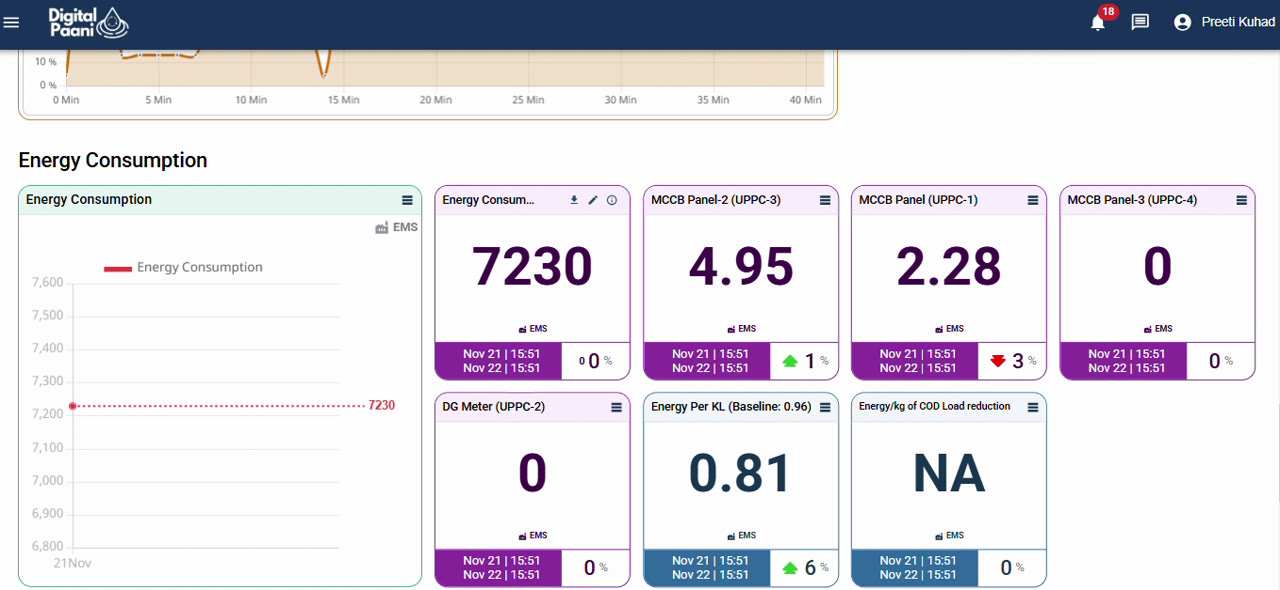 Digital
Paani
18
Preeti Kuhad
10 %
0 %
0 Min
5 Min
10 Min
15 Min
20 Min
25 Min
30 Min
35 Min
40 Min
Energy Consumption
Energy Consumption
EMS
Energy Consumption
7,600
7,500
7,400
7,300
7,200
7,100
7,000
6,900
6,800
7230
21Nov
Energy Consum...
7230
EMS
Nov 21 | 15:51
Nov 22 | 15:51
0 0 %
MCCB Panel-2 (UPPC-3)
4.95
EMS
Nov 21 | 15:51
Nov 22 | 15:51
1 %
MCCB Panel (UPPC-1)
2.28
EMS
Nov 21 | 15:51
Nov 22 | 15:51
3 %
MCCB Panel-3 (UPPC-4)
0
EMS
Nov 21 | 15:51
Nov 22 | 15:51
0 %
DG Meter (UPPC-2)
0
EMS
Nov 21 | 15:51
Nov 22 | 15:51
0 %
Energy Per KL (Baseline: 0.96)
0.81
EMS
Nov 21 | 15:51
Nov 22 | 15:51
6 %
Energy/kg of COD Load reduction
NA
EMS
Nov 21 | 15:51
Nov 22 | 15:51
0 %